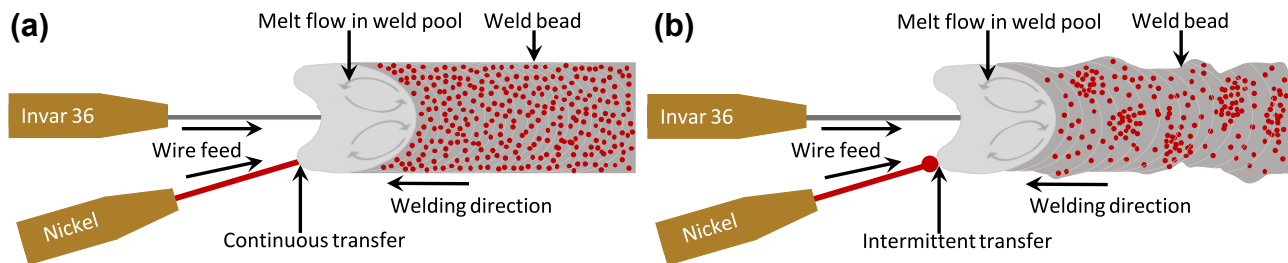 (a)
Melt flow in weld pool
Weld bead
Invar 36
Wire feed
Nickel
Welding direction
Continuous transfer
(b)
Melt flow in weld pool
Weld bead
Invar 36
Wire feed
Nickel
Welding direction
Intermittent transfer